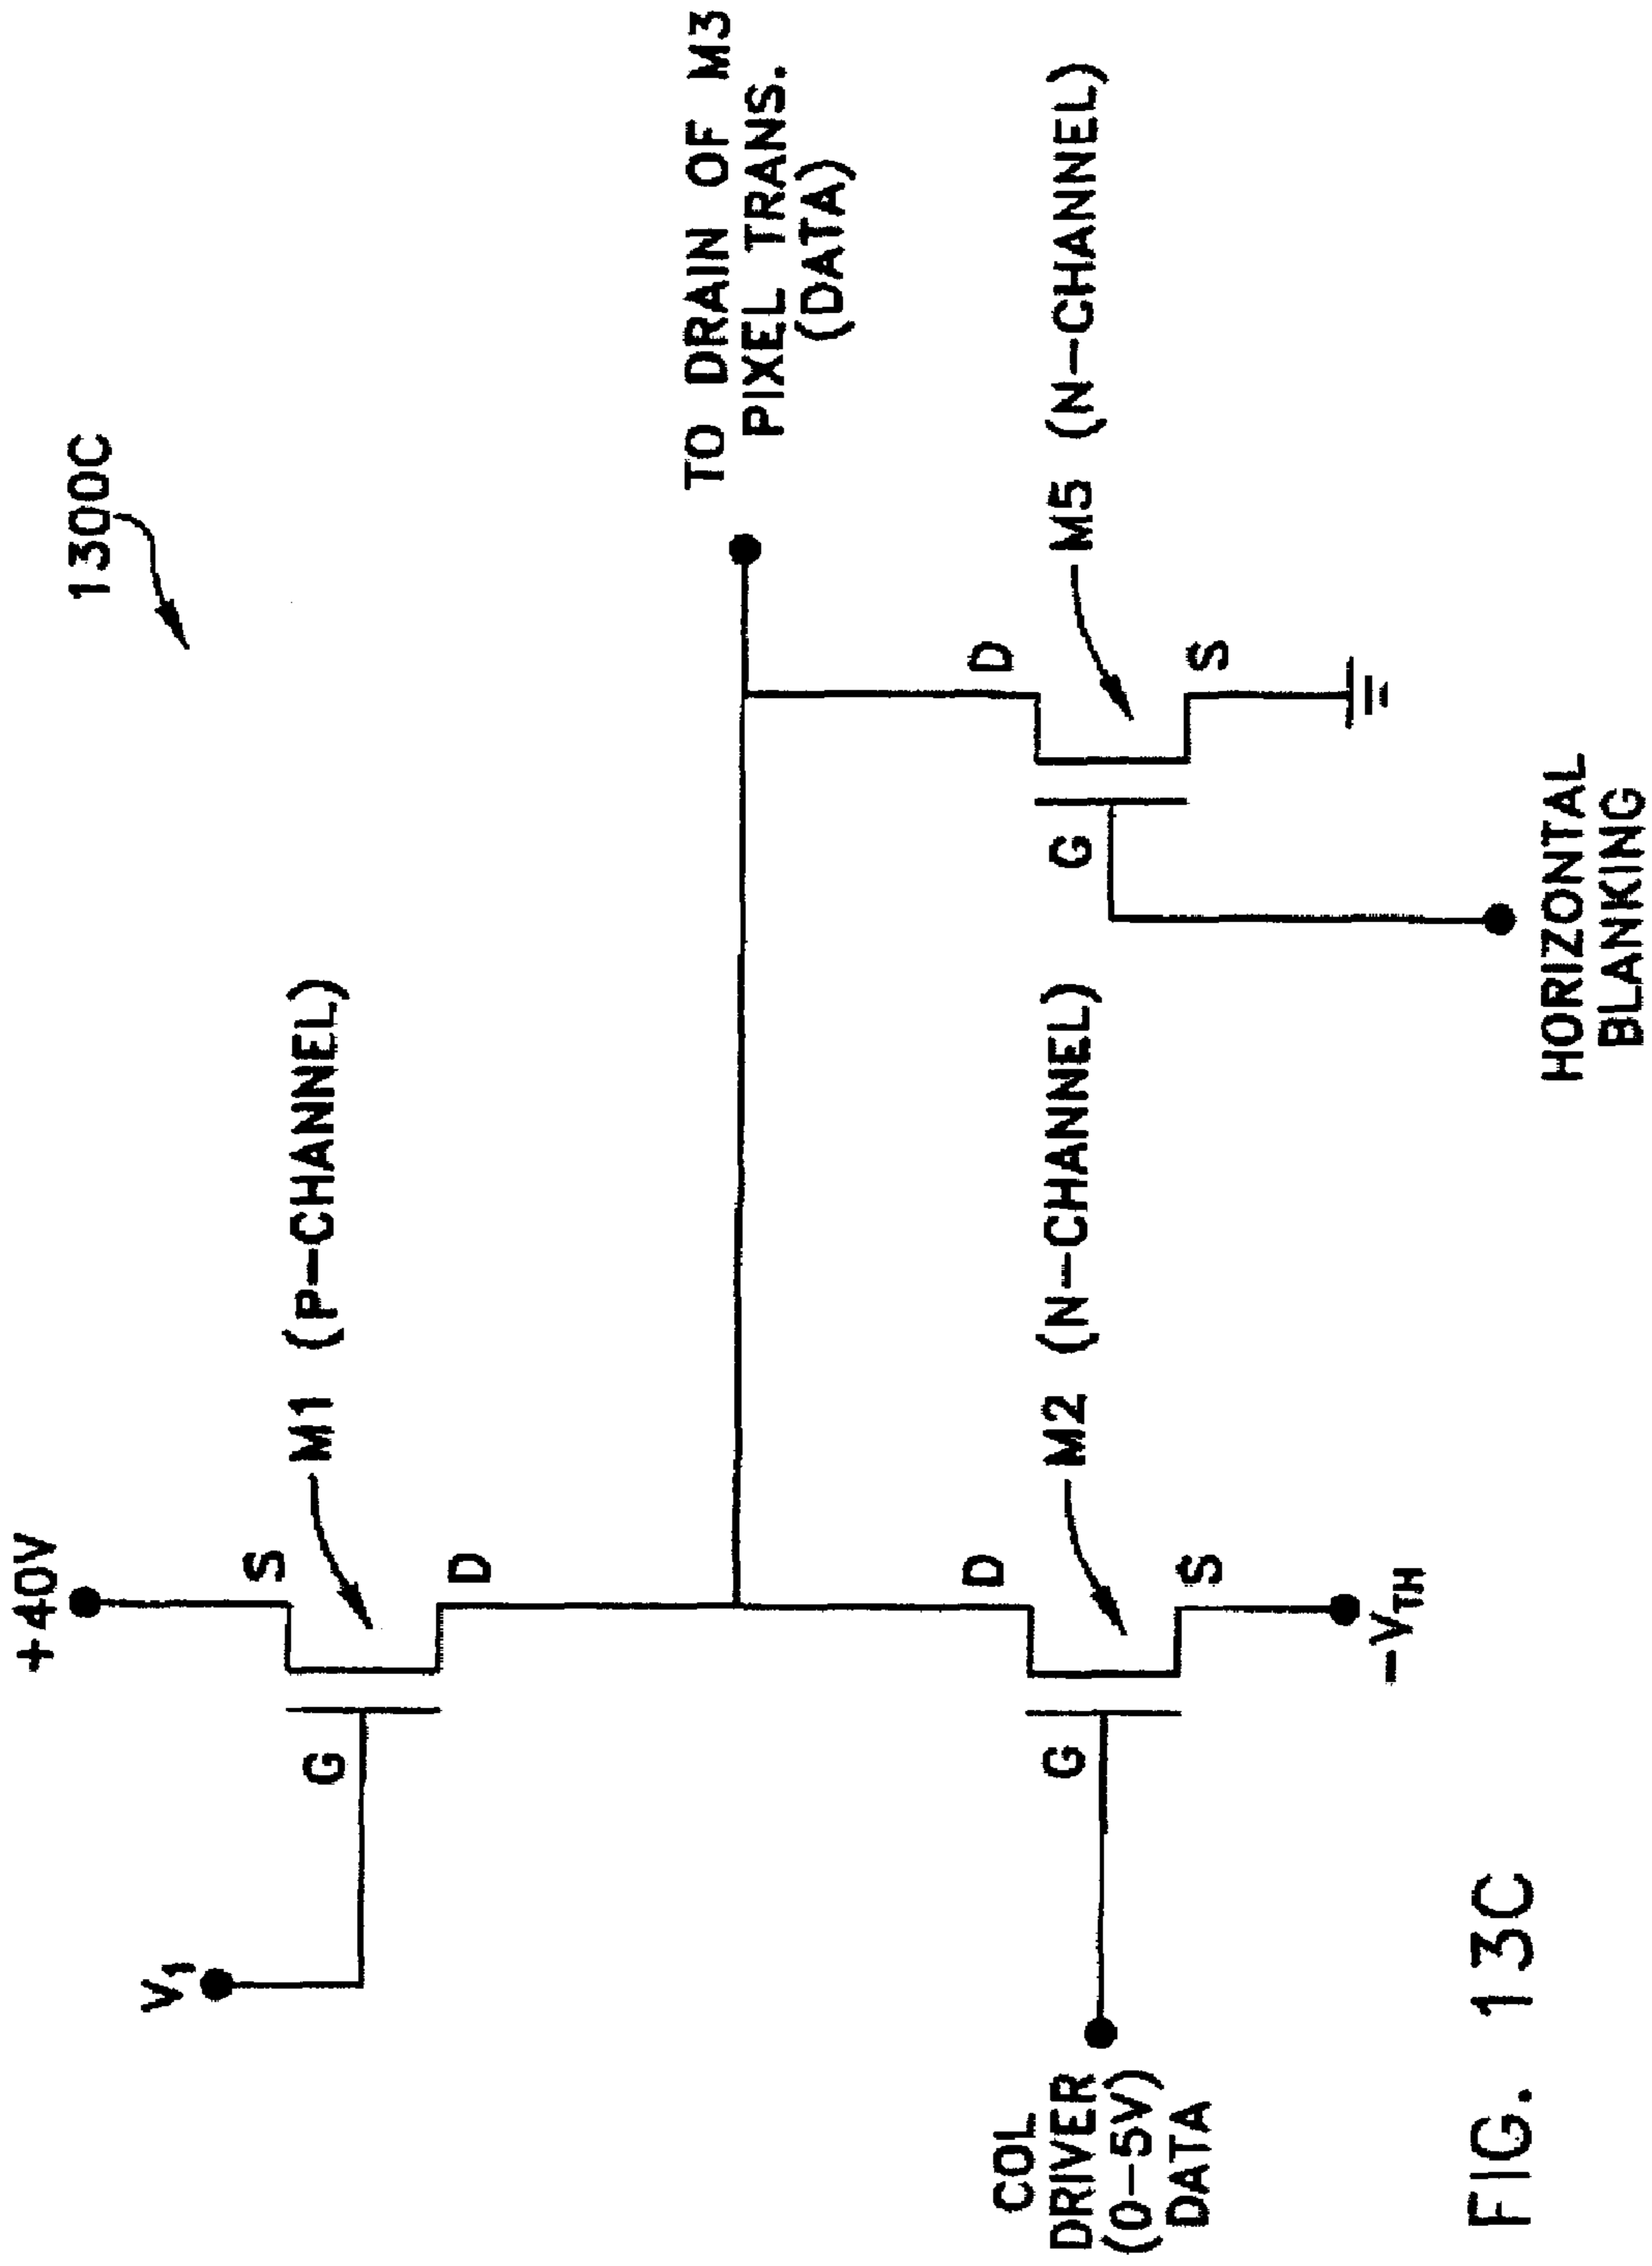 1300C
+40V
V1
S
M1 (P-CHANNEL)
G
D
TO DRAIN OF M3
PIXEL TRANS.
(DATA)
D
M2 (N-CHANNEL)
G
S
-VTH
COL
DRIVER
(0-5V)
DATA
D
M5 (N-CHANNEL)
G
S
HORIZONTAL
BLANKING
FIG. 13C